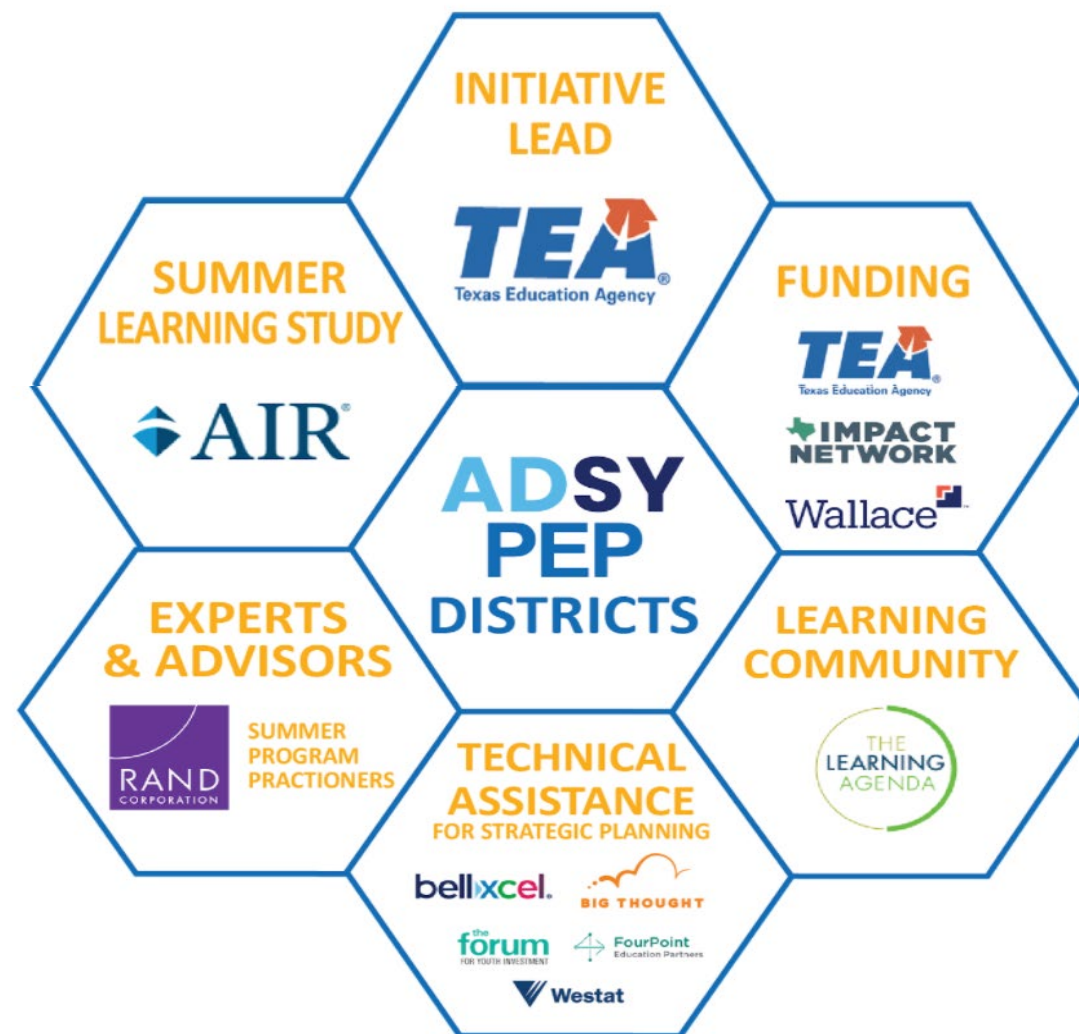 INITIATIVE
LEAD
TEA®
Texas Education Agency
SUMMER
LEARNING STUDY
AIR®
FUNDING
TEA®
Texas Education Agency
IMPACT
NETWORK
Wallace™
ADSY
PEP
DISTRICTS
EXPERTS
& ADVISORS
RAND
CORPORATION
SUMMER
PROGRAM
PRACTIONERS
TECHNICAL
ASSISTANCE
FOR STRATEGIC PLANNING
bellxcel®
BIG THOUGHT
the
forum
FOR YOUTH INVESTMENT
FourPoint
Education Partners
Westat
LEARNING
COMMUNITY
THE
LEARNING
AGENDA